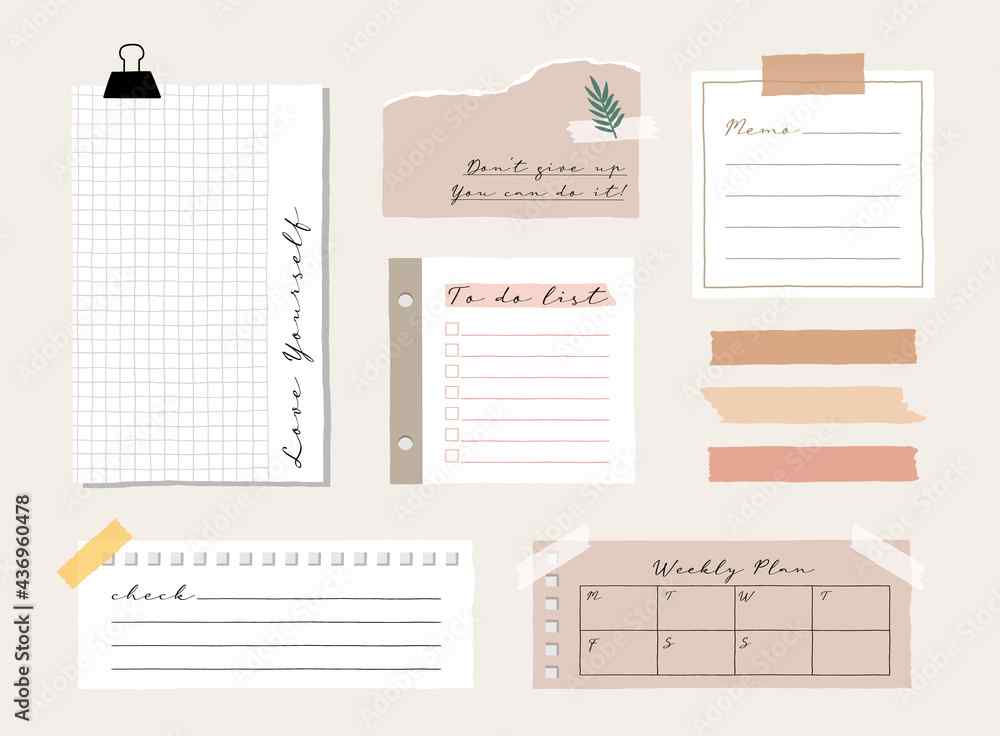 Love Yourself
Don't give up
You can do it!
Memo
To do list
check
Weekly Plan
M T W T
F S S
Adobe Stock | #436960478